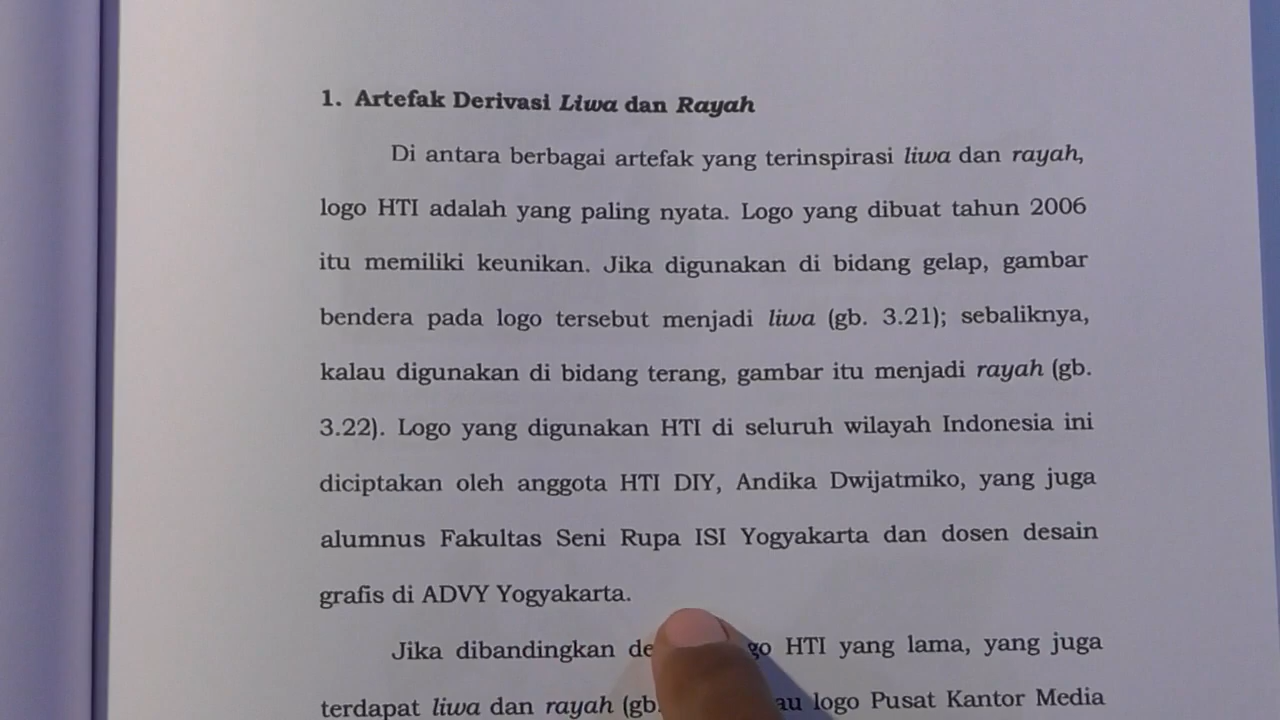 1. Artefak Derivasi Liwa dan Rayah
Di antara berbagai artefak yang terinspirasi liwa dan rayah,
logo HTI adalah yang paling nyata. Logo yang dibuat tahun 2006
itu memiliki keunikan. Jika digunakan di bidang gelap, gambar
bendera pada logo tersebut menjadi liwa (gb. 3.21); sebaliknya,
kalau digunakan di bidang terang, gambar itu menjadi rayah (gb.
3.22). Logo yang digunakan HTI di seluruh wilayah Indonesia ini
diciptakan oleh anggota HTI DIY, Andika Dwijatmiko, yang juga
alumnus Fakultas Seni Rupa ISI Yogyakarta dan dosen desain
grafis di ADVY Yogyakarta.
Jika dibandingkan HTI yang lama, yang juga
terdapat liwa dan rayah (gb. logo Pusat Kantor Media